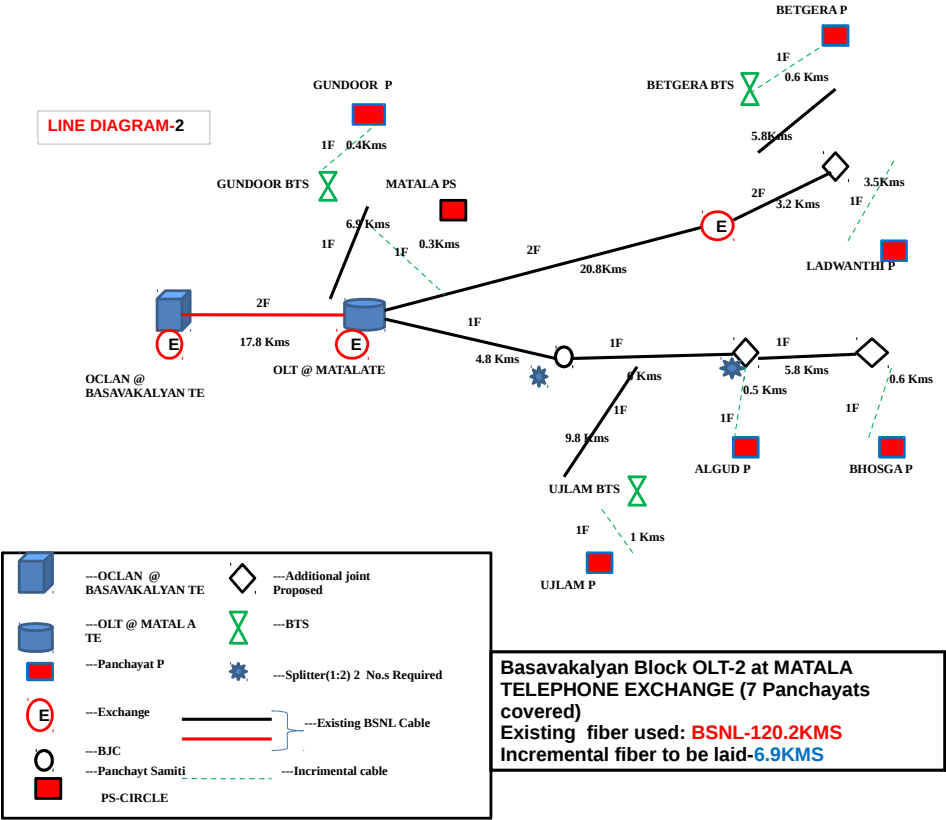 BETGERA P
1F
0.6 Kms
BETGERA BTS
GUNDOOR  P
LINE DIAGRAM-2
1F
0.4Kms
5.8Kms
GUNDOOR BTS
MATALA PS
2F
3.2 Kms
3.5Kms
1F
6.9 Kms
1F
1F
0.3Kms
E
2F
20.8Kms
LADWANTHI P
2F
17.8 Kms
E
E
1F
4.8 Kms
1F
6 Kms
1F
5.8 Kms
OCLAN @
BASAVAKALYAN TE
OLT @ MATALATE
0.5 Kms
0.6 Kms
1F
9.8 Kms
1F
1F
ALGUD P
BHOSGA P
UJLAM BTS
1F
1 Kms
UJLAM P
---OCLAN  @
BASAVAKALYAN TE
---Additional joint
Proposed
---OLT @ MATAL A
TE
---BTS
---Panchayat P
---Splitter(1:2) 2  No.s Required
E
---Exchange
---Existing BSNL Cable
---BJC
---Panchayt Samiti
---Incrimental cable
PS-CIRCLE
Basavakalyan Block OLT-2 at MATALA
TELEPHONE EXCHANGE (7 Panchayats
covered)
Existing  fiber used: BSNL-120.2KMS
Incremental fiber to be laid-6.9KMS